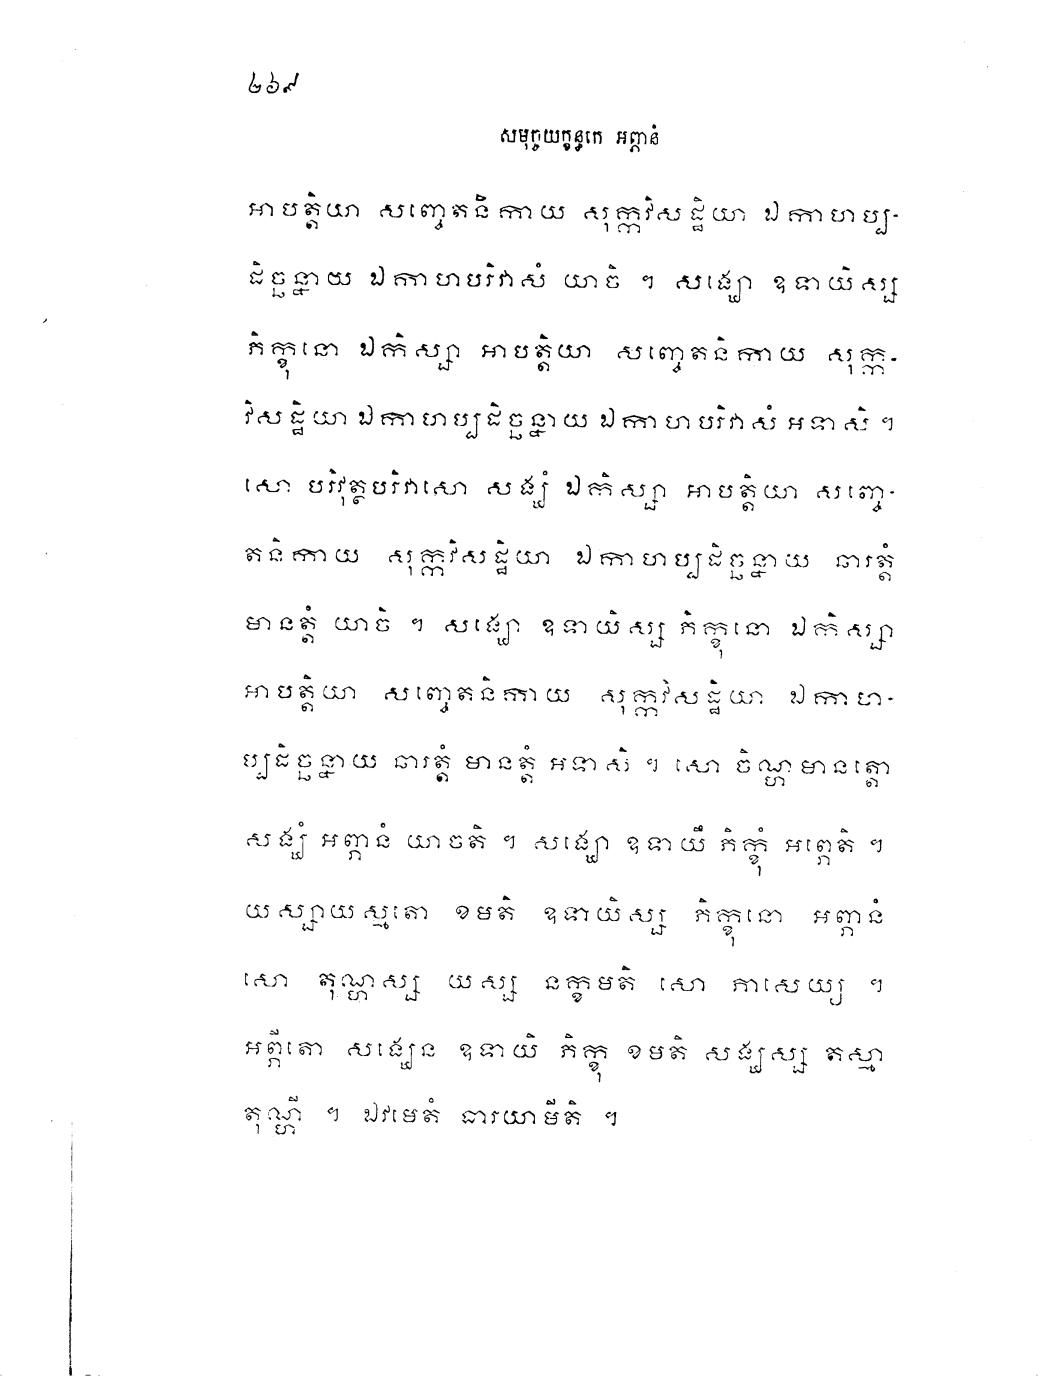 ២៦៩
សមុច្ចយក្ខន្ធកេ អព្ភានំ
អាបត្តិយា សញ្ចេតនិកាយ សុក្កវិសដ្ឋិយា ឯកាហប្ប-
ដិច្ឆន្នាយ ឯកាហបរិវាសំ យាចិ ។ សង្ឃោ ឧទាយិស្ស
ភិក្ខុនោ ឯកិស្សា អាបត្តិយា សញ្ចេតនិកាយ សុក្ក-
វិសដ្ឋិយា ឯកាហប្បដិច្ឆន្នាយ ឯកាហបរិវាសំ អទាសិ ។
សោ បរិវុត្ថបរិវាសោ សង្ឃំ ឯកិស្សា អាបត្តិយា សញ្ចេ-
តនិកាយ សុក្កវិសដ្ឋិយា ឯកាហប្បដិច្ឆន្នាយ ឆារត្តំ
មានត្តំ យាចិ ។ សង្ឃោ ឧទាយិស្ស ភិក្ខុនោ ឯកិស្សា
អាបត្តិយា សញ្ចេតនិកាយ សុក្កវិសដ្ឋិយា ឯកាហ-
ប្បដិច្ឆន្នាយ ឆារត្តំ មានត្តំ អទាសិ ។ សោ ចិណ្ណមានត្តោ
សង្ឃំ អព្ភានំ យាចតិ ។ សង្ឃោ ឧទាយឹ ភិក្ខុំ អព្ភេតិ ។
យស្សាយស្មតោ ខមតិ ឧទាយិស្ស ភិក្ខុនោ អព្ភានំ
សោ តុណ្ហស្ស យស្ស នក្ខមតិ សោ ភាសេយ្យ ។
អព្ភីតោ សង្ឃេន ឧទាយិ ភិក្ខុ ខមតិ សង្ឃស្ស តស្មា
តុណ្ហី ។ ឯវមេតំ ធារយាមីតិ ។